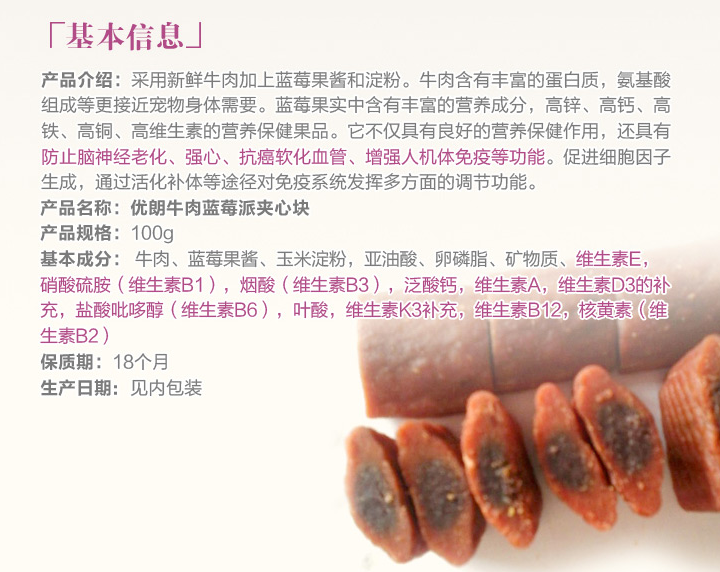 「基本信息」
产品介绍：采用新鲜牛肉加上蓝莓果酱和淀粉。牛肉含有丰富的蛋白质，氨基酸
组成等更接近宠物身体需要。蓝莓果实中含有丰富的营养成分，高锌、高钙、高
铁、高铜、高维生素的营养保健果品。它不仅具有良好的营养保健作用，还具有
防止脑神经老化、强心、抗癌软化血管、增强人机体免疫等功能。促进细胞因子
生成，通过活化补体等途径对免疫系统发挥多方面的调节功能。
产品名称：优朗牛肉蓝莓派夹心块
产品规格：100g
基本成分： 牛肉、蓝莓果酱、玉米淀粉，亚油酸、卵磷脂、矿物质、维生素E，
硝酸硫胺（维生素B1），烟酸（维生素B3），泛酸钙，维生素A，维生素D3的补
充，盐酸吡哆醇（维生素B6），叶酸，维生素K3补充，维生素B12，核黄素（维
生素B2）
保质期：18个月
生产日期：见内包装